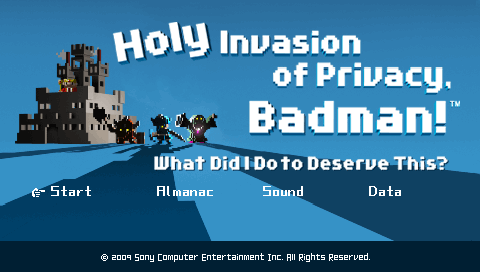 Holy Invasion
of Privacy,
Badman!™
What Did I Do to Deserve This?
Start Almanac Sound Data
© 2009 Sony Computer Entertainment Inc. All Rights Reserved.